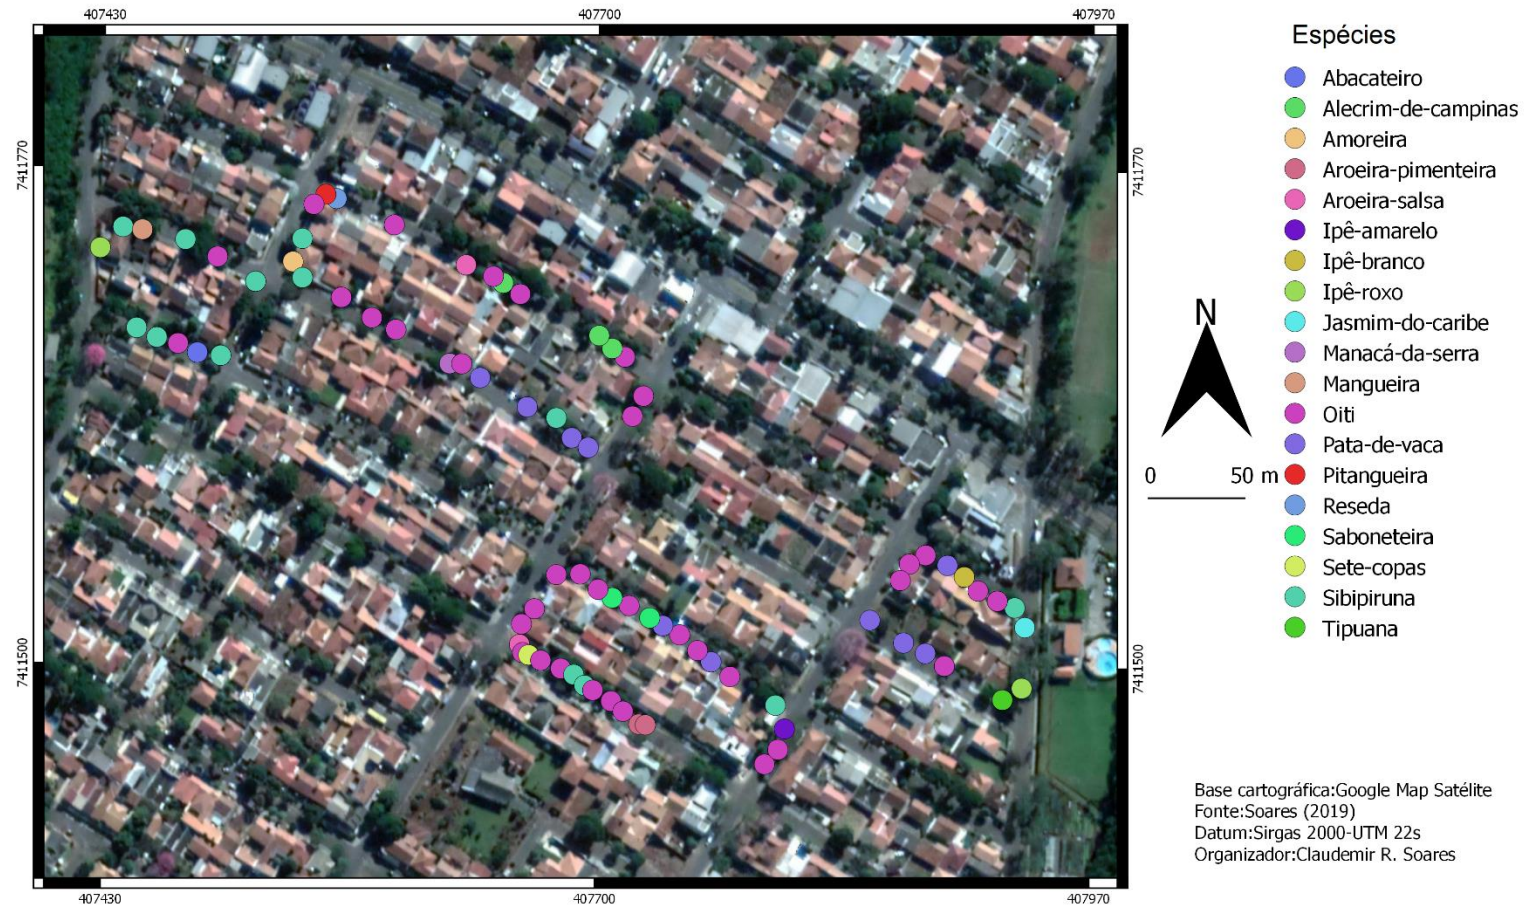 407430
407700
407970
Espécies
Abacateiro
Alecrim-de-campinas
Amoreira
Aroeira-pimenteira
Aroeira-salsa
Ipê-amarelo
Ipê-branco
Ipê-roxo
Jasmim-do-caribe
Manacá-da-serra
Mangueira
Oiti
Pata-de-vaca
Pitangueira
Reseda
Saboneteira
Sete-copas
Sibipiruna
Tipuana
7411770
7411770
N
0 50 m
7411500
7411500
Base cartográfica:Google Map Satélite
Fonte:Soares (2019)
Datum:Sirgas 2000-UTM 22s
Organizador:Claudemir R. Soares
407430
407700
407970